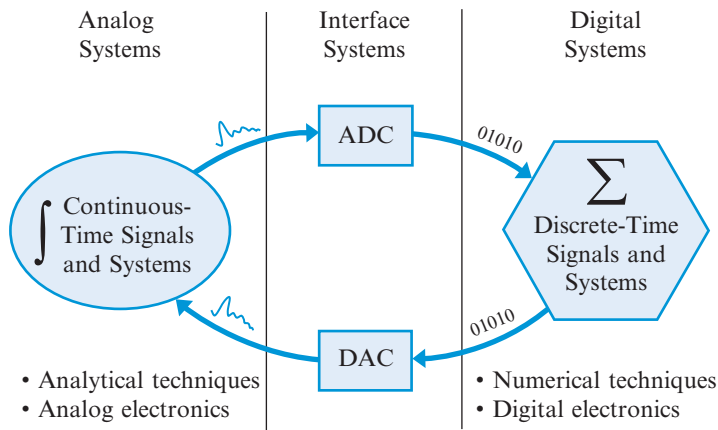 Analog
Systems
Interface
Systems
Digital
Systems
ADC
01010
∫ Continuous-
Time Signals
and Systems
∑
Discrete-Time
Signals and
Systems
01010
DAC
• Analytical techniques
• Analog electronics
• Numerical techniques
• Digital electronics